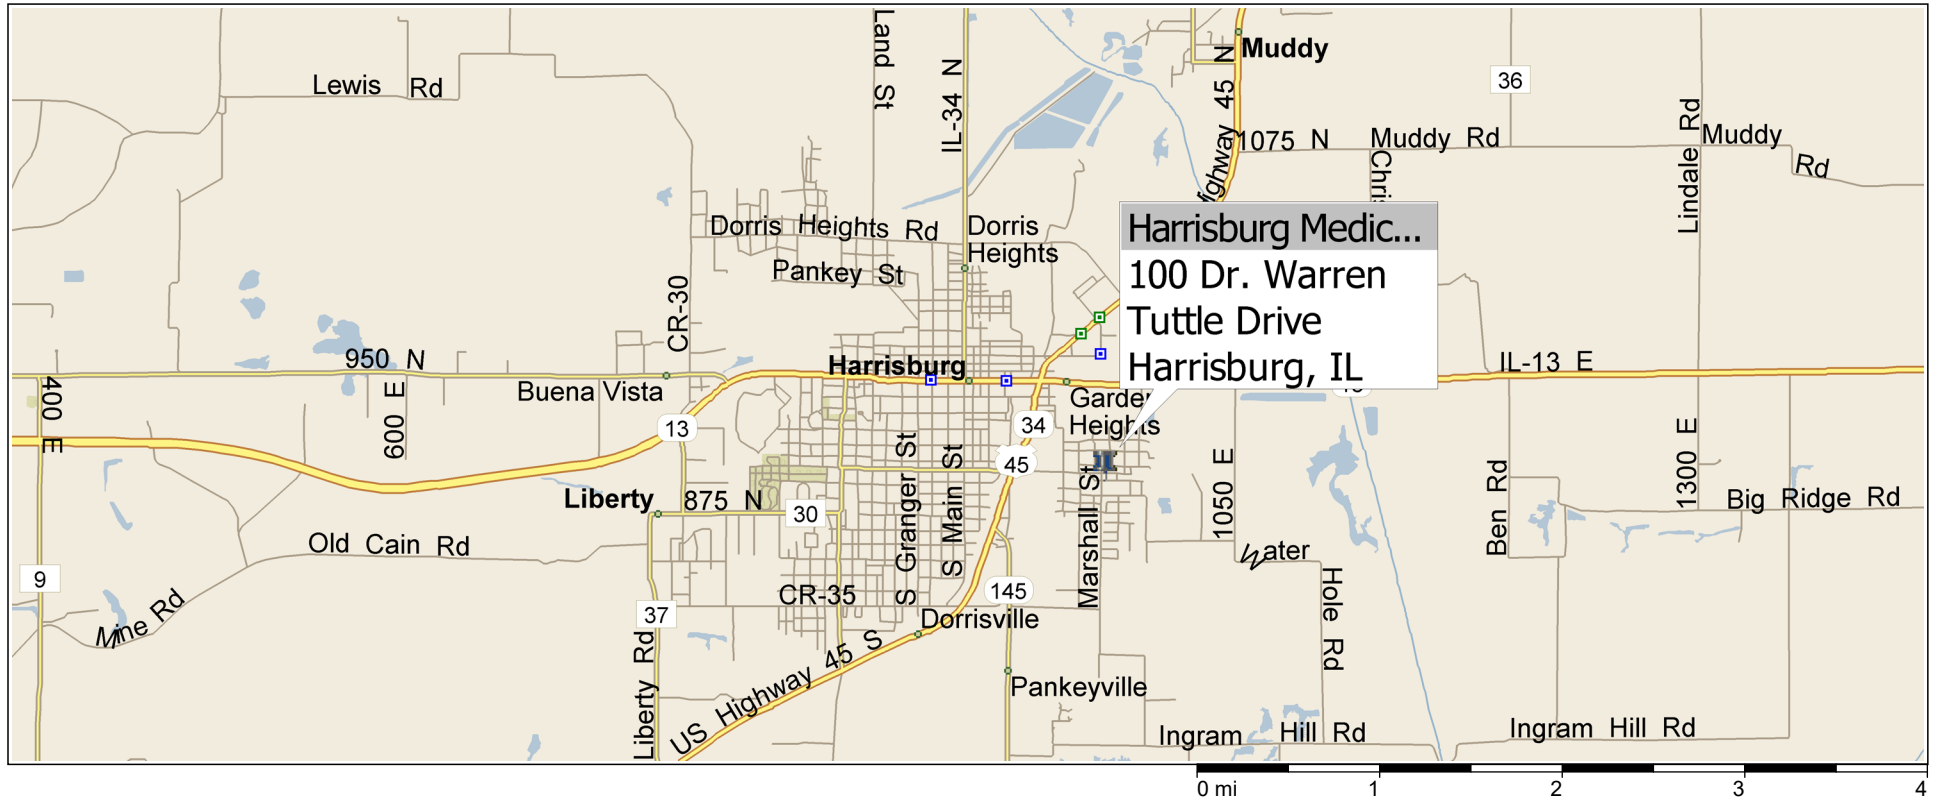 Land St
IL-34 N
Muddy
Highway 45 N
36
Lewis Rd
1075 N
Muddy Rd
Muddy
Rd
Lindale Rd
Chris
Harrisburg Medic...
100 Dr. Warren
Tuttle Drive
Harrisburg, IL
Dorris Heights Rd
Dorris
Heights
Pankey St
CR-30
950 N
Harrisburg
IL-13 E
Buena Vista
400 E
600 E
13
Garden
Heights
34
45
Liberty
875 N
30
S Granger St
S Main St
Marshall St
1050 E
Ben Rd
1300 E
Big Ridge Rd
Old Cain Rd
Water
Hole Rd
9
Mine Rd
CR-35
145
37
Dorrisville
Liberty Rd
US Highway 45 S
Pankeyville
Ingram Hill Rd
Ingram Hill Rd
0 mi 1 2 3 4